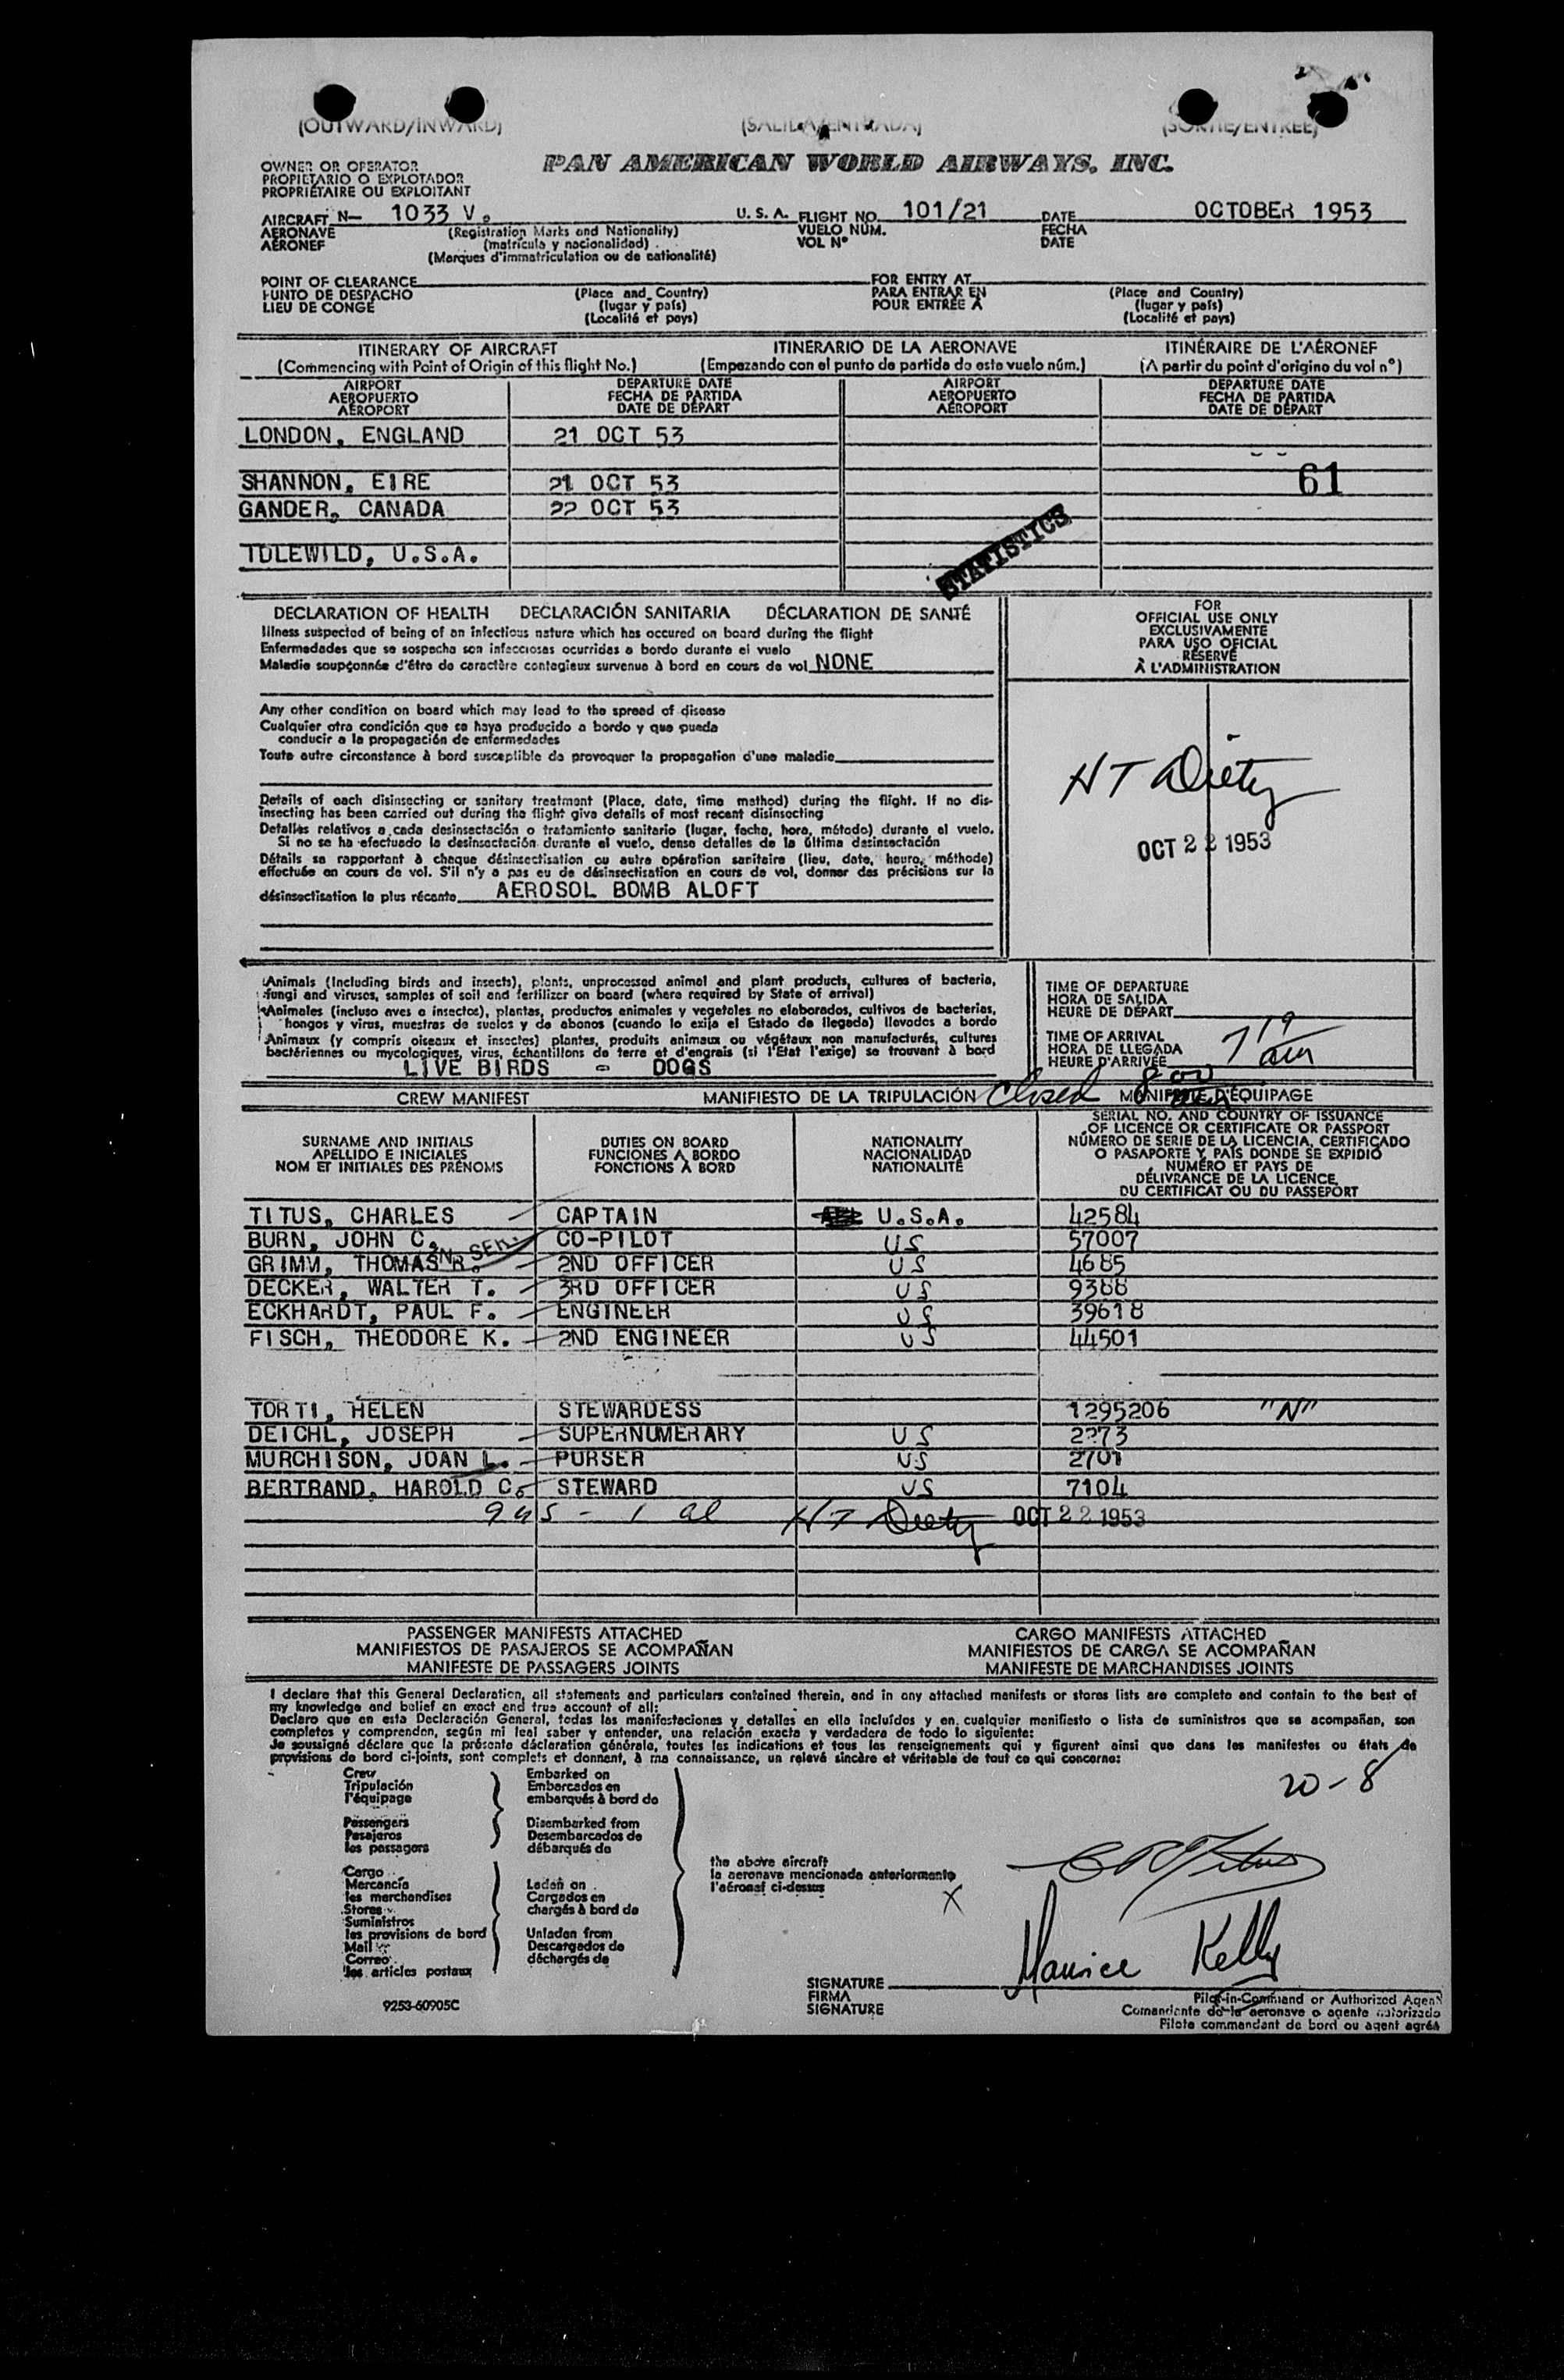 (OUTWARD/INWARD) (SALIDA/ENTRADA) (SORTIE/ENTREE)
OWNER OR OPERATOR
PROPIETARIO O EXPLOTADOR
PROPRIÉTAIRE OU EXPLOITANT
PAN AMERICAN WORLD AIRWAYS, INC.
AIRCRAFT N— 1033 V. U. S. A. FLIGHT NO. 101/21 DATE OCTOBER 1953
AERONAVE (Registration Marks and Nationality) VUELO NÚM. FECHA
AÉRONEF (matrícula y nacionalidad) VOL Nº DATE
(Marques d'immatriculation ou de nationalité)
POINT OF CLEARANCE FOR ENTRY AT
PUNTO DE DESPACHO (Place and Country) PARA ENTRAR EN (Place and Country)
LIEU DE CONGÉ (lugar y país) POUR ENTRÉE À (lugar y país)
(Localité et pays) (Localité et pays)
ITINERARY OF AIRCRAFT ITINERARIO DE LA AERONAVE ITINÉRAIRE DE L'AÉRONEF
(Commencing with Point of Origin of this flight No.) (Empezando con el punto de partida de este vuelo núm.) (A partir du point d'origine du vol nº)
AIRPORT DEPARTURE DATE AIRPORT DEPARTURE DATE
AEROPUERTO FECHA DE PARTIDA AEROPUERTO FECHA DE PARTIDA
AÉROPORT DATE DE DÉPART AÉROPORT DATE DE DÉPART
LONDON, ENGLAND 21 OCT 53
SHANNON, EIRE 21 OCT 53 61
GANDER, CANADA 22 OCT 53
IDLEWILD, U.S.A.
STATISTICS
DECLARATION OF HEALTH DECLARACIÓN SANITARIA DÉCLARATION DE SANTÉ
Illness suspected of being of an infectious nature which has occured on board during the flight
Enfermedades que se sospecha son infecciosas ocurridas a bordo durante el vuelo
Maladie soupçonnée d'être de caractère contagieux survenue à bord en cours de vol NONE
FOR
OFFICIAL USE ONLY
EXCLUSIVAMENTE
PARA USO OFICIAL
RÉSERVÉ
À L'ADMINISTRATION
Any other condition on board which may lead to the spread of disease
Cualquier otra condición que se haya producido a bordo y que pueda
conducir a la propagación de enfermedades
Toute autre circonstance à bord susceptible de provoquer la propagation d'une maladie
Details of each disinsecting or sanitary treatment (Place, date, time method) during the flight. If no dis-
insecting has been carried out during the flight give details of most recent disinsecting
Detalles relativos a cada desinsectación o tratamiento sanitario (lugar, fecha, hora, método) durante el vuelo.
Si no se ha efectuado la desinsectación durante el vuelo, dense detalles de la última desinsectación
Détails se rapportant à chaque désinsectisation ou autre opération sanitaire (lieu, date, heure, méthode)
effectuée en cours de vol. S'il n'y a pas eu de désinsectisation en cours de vol, donner des précisions sur la
désinsectisation la plus récente AEROSOL BOMB ALOFT
HT Dietz
OCT 22 1953
Animals (Including birds and insects), plants, unprocessed animal and plant products, cultures of bacteria,
fungi and viruses, samples of soil and fertilizer on board (where required by State of arrival)
Animales (incluso aves e insectos), plantas, productos animales y vegetales no elaborados, cultivos de bacterias,
hongos y virus, muestras de suelos y de abonos (cuando lo exija el Estado de llegada) llevados a bordo
Animaux (y compris oiseaux et insectes) plantes, produits animaux ou végétaux non manufacturés, cultures
bactériennes ou mycologiques, virus, échantillons de terre et d'engrais (si l'Etat l'exige) se trouvant à bord
LIVE BIRDS - DOGS
TIME OF DEPARTURE
HORA DE SALIDA
HEURE DE DÉPART
TIME OF ARRIVAL
HORA DE LLEGADA
HEURE D'ARRIVÉE 7 19 am
CREW MANIFEST MANIFIESTO DE LA TRIPULACIÓN Closed 8 00 MANIFESTE D'ÉQUIPAGE
SURNAME AND INITIALS DUTIES ON BOARD NATIONALITY
APELLIDO E INICIALES FUNCIONES A BORDO NACIONALIDAD
NOM ET INITIALES DES PRÉNOMS FONCTIONS À BORD NATIONALITÉ
SERIAL NO. AND COUNTRY OF ISSUANCE
OF LICENCE OR CERTIFICATE OR PASSPORT
NÚMERO DE SERIE DE LA LICENCIA, CERTIFICADO
O PASAPORTE Y PAÍS DONDE SE EXPIDIÓ
NUMÉRO ET PAYS DE
DÉLIVRANCE DE LA LICENCE,
DU CERTIFICAT OU DU PASSEPORT
TITUS, CHARLES CAPTAIN U.S.A. 42584
BURN, JOHN C. CO-PILOT US 57007
GRIMM, THOMAS R. 2ND OFFICER US 4685
DECKER, WALTER T. 3RD OFFICER US 9388
ECKHARDT, PAUL F. ENGINEER US 39618
FISCH, THEODORE K. 2ND ENGINEER US 44501
TORTI, HELEN STEWARDESS 1295206 "N"
DEICHL, JOSEPH SUPERNUMERARY US 2273
MURCHISON, JOAN L. PURSER US 2701
BERTRAND, HAROLD C. STEWARD US 7104
9 US - 1 al HT Dietz OCT 22 1953
PASSENGER MANIFESTS ATTACHED CARGO MANIFESTS ATTACHED
MANIFIESTOS DE PASAJEROS SE ACOMPAÑAN MANIFIESTOS DE CARGA SE ACOMPAÑAN
MANIFESTE DE PASSAGERS JOINTS MANIFESTE DE MARCHANDISES JOINTS
I declare that this General Declaration, all statements and particulars contained therein, and in any attached manifests or stores lists are complete and contain to the best of
my knowledge and belief an exact and true account of all:
Declaro que en esta Declaración General, todas las manifestaciones y detalles en ella incluídos y en cualquier manifiesto o lista de suministros que se acompañan, son
completos y comprenden, según mi leal saber y entender, una relación exacta y verdadera de todo lo siguiente:
Je soussigné déclare que la présente déclaration générale, toutes les indications et tous les renseignements qui y figurent ainsi que dans les manifestes ou états de
provisions de bord ci-joints, sont complets et donnent, à ma connaissance, un relevé sincère et véritable de tout ce qui concerne:
Crew Embarked on
Tripulación Embarcados en
l'équipage embarqués à bord de
20-8
Passengers Disembarked from
Pasajeros Desembarcados de
les passagers débarqués de
the above aircraft
la aeronave mencionada anteriormente
l'aéronef ci-dessus
X
Cargo
Mercancía Laden on
les marchandises Cargados en
Stores chargés à bord de
Suministros
les provisions de bord Unladen from
Mail Descargados de
Correo déchargés de
les articles postaux
Maurice Kelly
SIGNATURE
FIRMA
SIGNATURE
Pilot-in-Command or Authorized Agent
Comandante de la aeronave o agente autorizado
Pilote commandant de bord ou agent agréé
9253-60905C